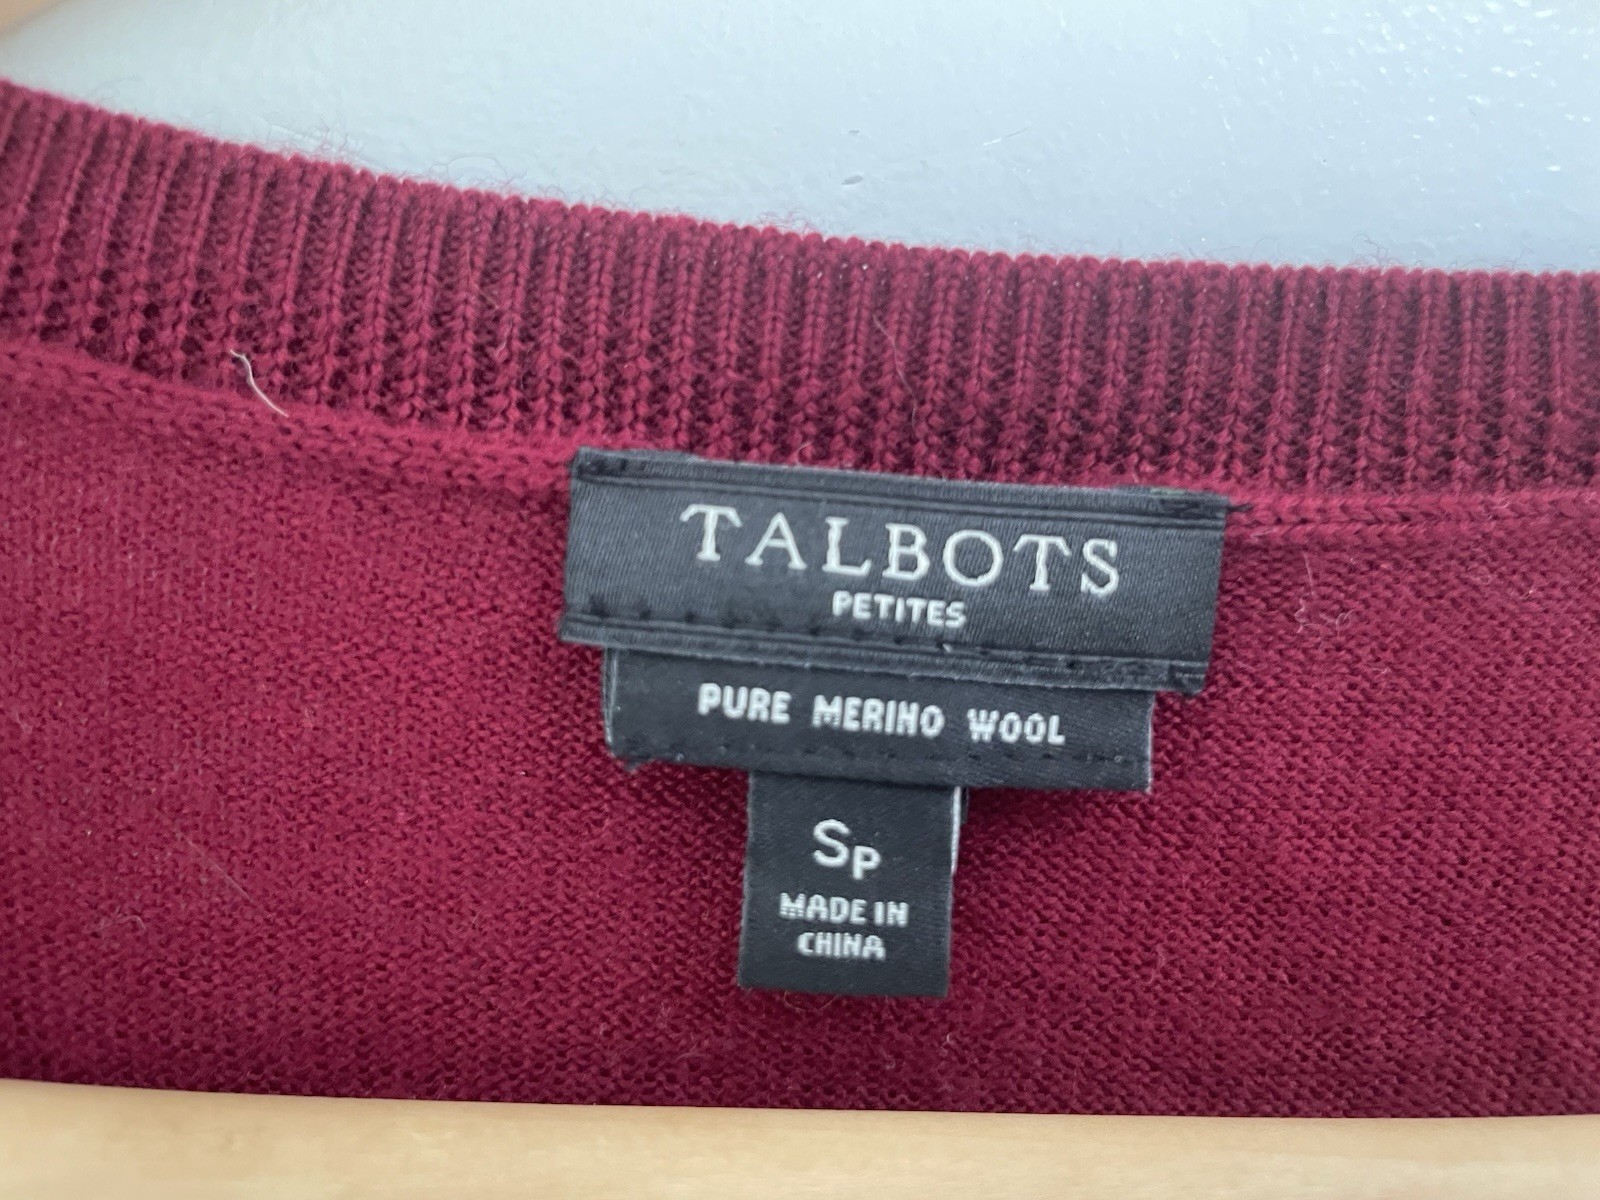 TALBOTS
PETITES
PURE MERINO WOOL
SP
MADE IN
CHINA